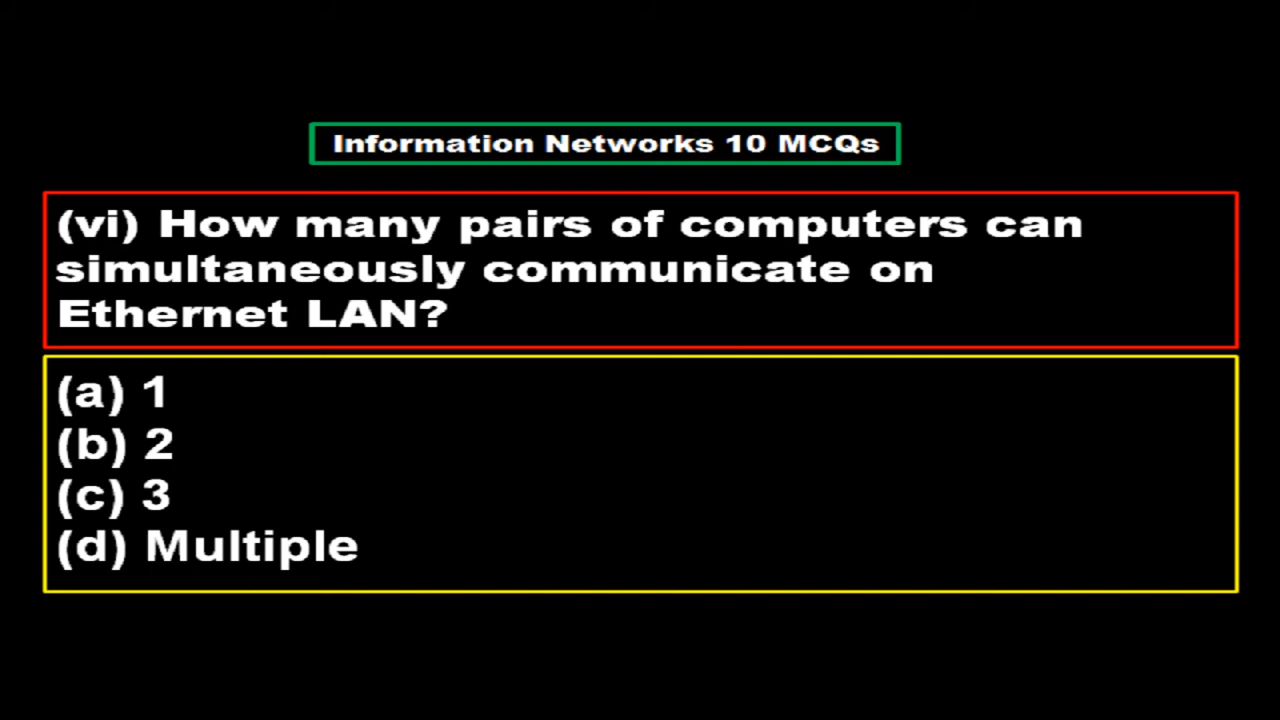 Information Networks 10 MCQs
(vi) How many pairs of computers can
simultaneously communicate on
Ethernet LAN?
(a) 1
(b) 2
(c) 3
(d) Multiple